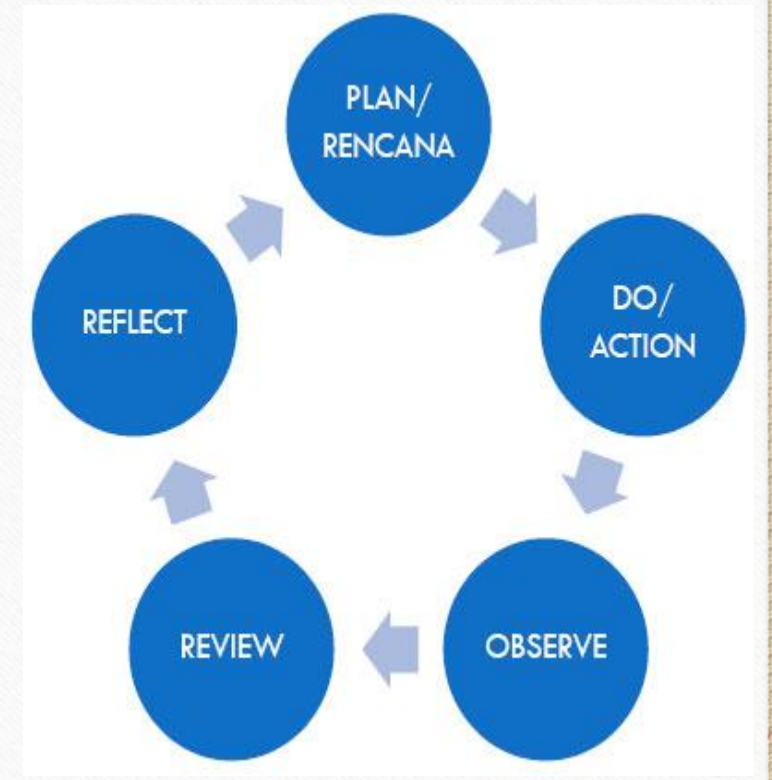 PLAN/
RENCANA
DO/
ACTION
OBSERVE
REVIEW
REFLECT